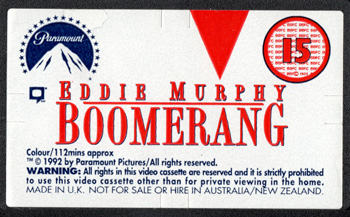 Paramount
15
EDDIE MURPHY
BOOMERANG
Colour/112mins approx
™ © 1992 by Paramount Pictures/All rights reserved.
WARNING: All rights in this video cassette are reserved and it is strictly prohibited
to use this video cassette other than for private viewing in the home.
MADE IN U.K. NOT FOR SALE OR HIRE IN AUSTRALIA/NEW ZEALAND.